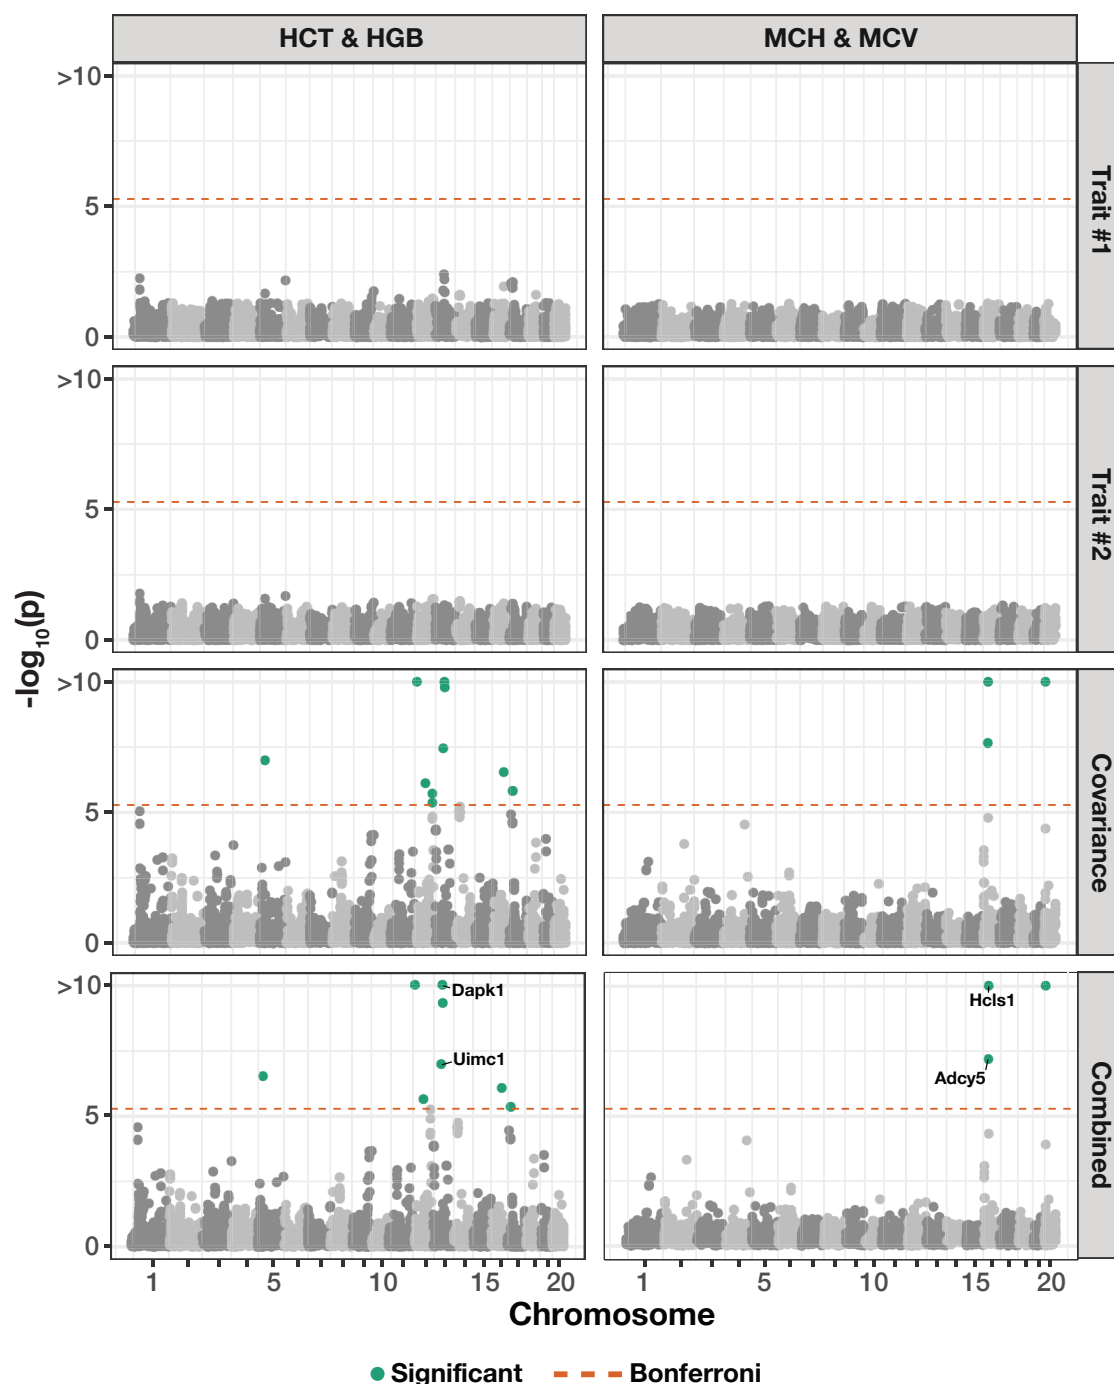 HCT & HGB
MCH & MCV
>10
5
0
Trait #1
>10
5
0
Trait #2
-log10(p)
>10
5
0
Covariance
>10
5
0
Dapk1
Uimc1
Hcls1
Adcy5
Combined
1 5 10 15 20
1 5 10 15 20
Chromosome
Significant
Bonferroni